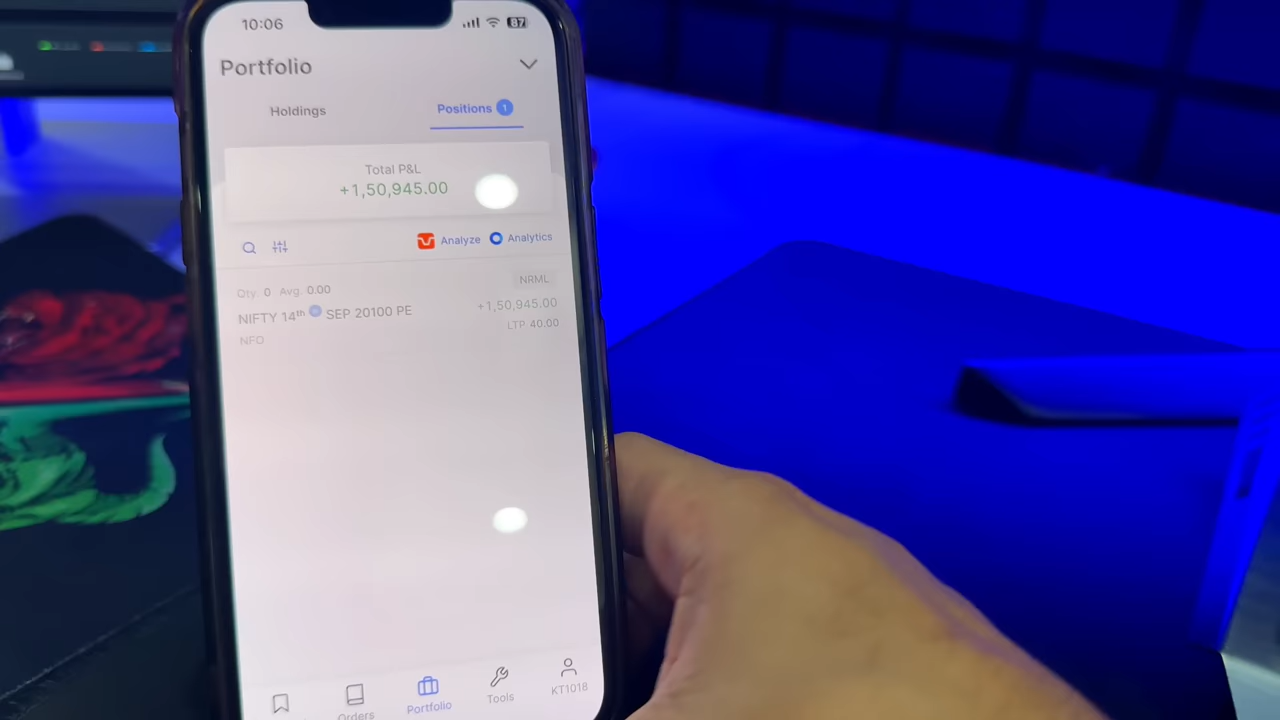 10:06 87
Portfolio
Holdings Positions 1
Total P&L
+1,50,945.00
Analyze Analytics
Qty. 0 Avg. 0.00 NRML
NIFTY 14th SEP 20100 PE +1,50,945.00
NFO LTP 40.00
Orders Portfolio Tools KT1018